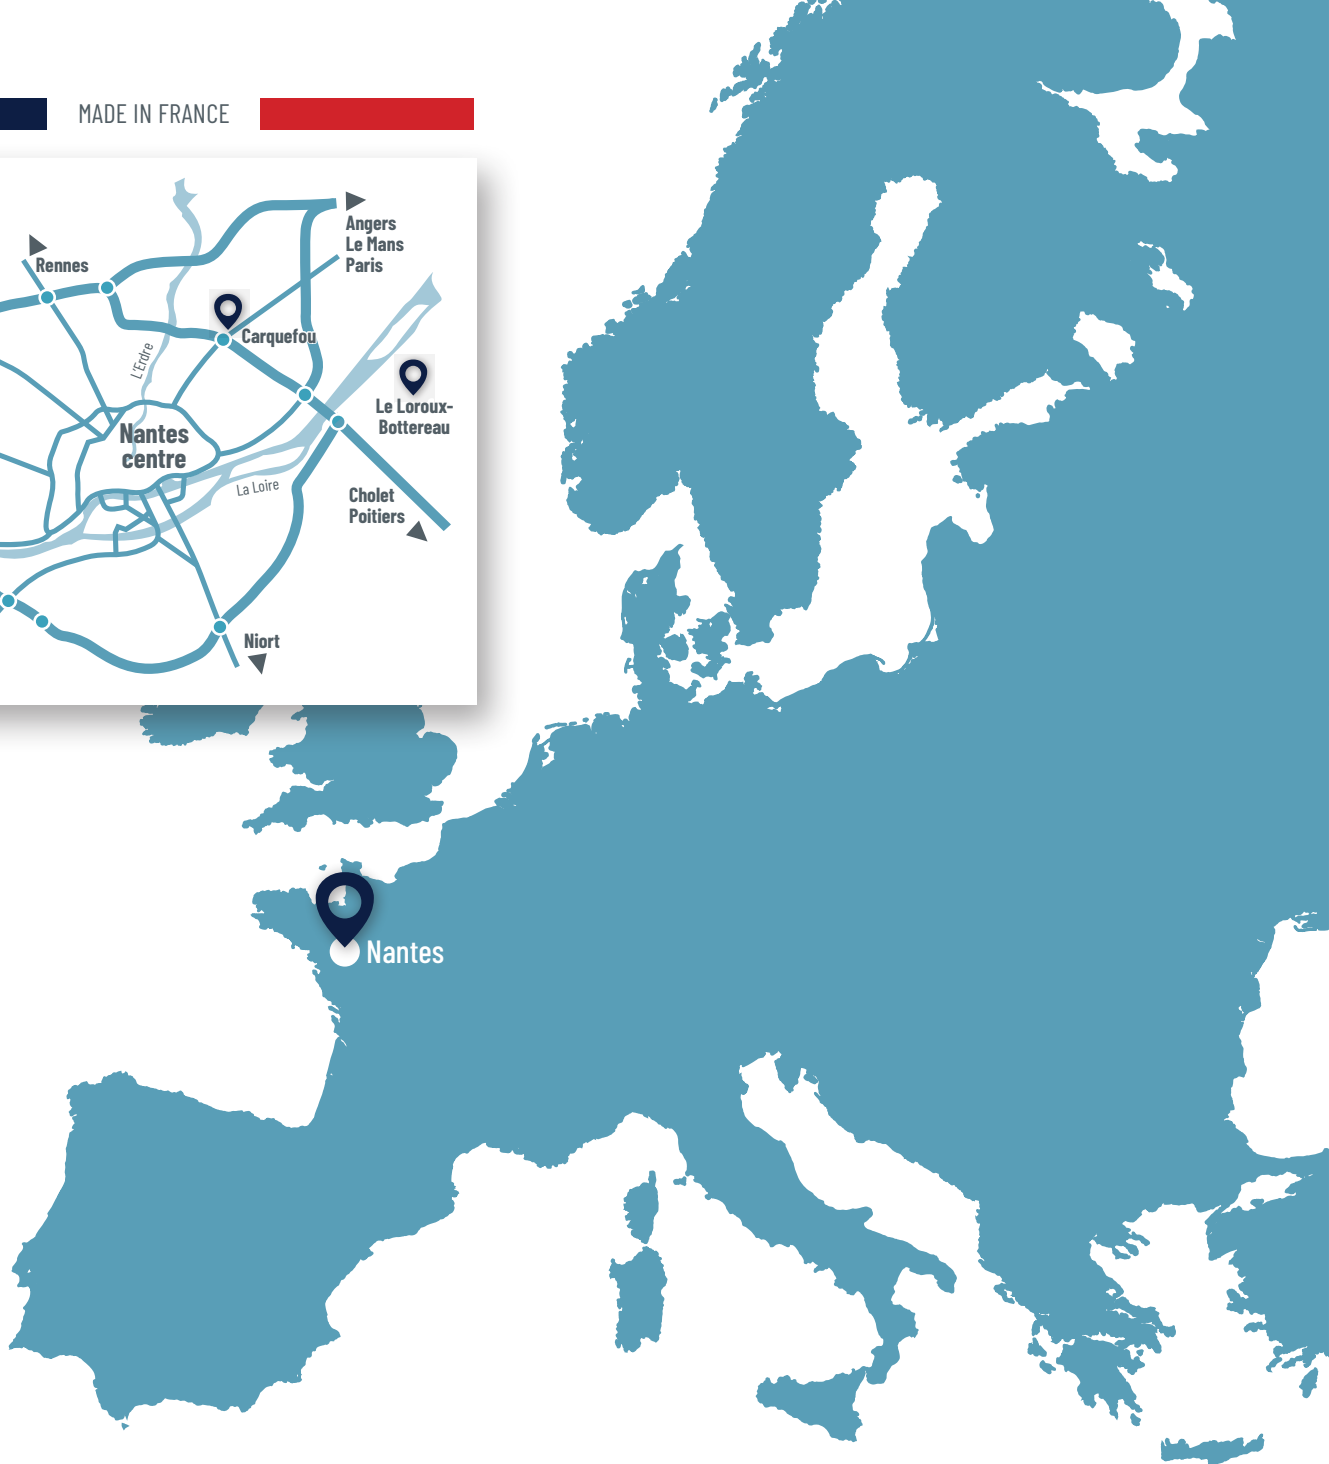 MADE IN FRANCE
Angers
Le Mans
Paris
Rennes
Carquefou
L'Erdre
Le Loroux-
Bottereau
Nantes
centre
La Loire
Cholet
Poitiers
Niort
Nantes